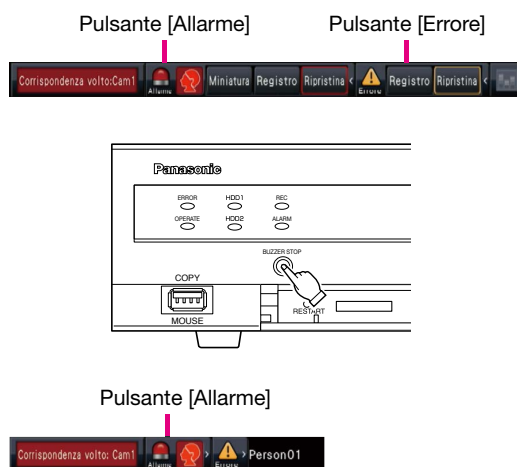 Pulsante [Allarme] Pulsante [Errore]
Corrispondenza volto:Cam1 Allarme Miniatura Registro Ripristina < Errore Registro Ripristina <
Panasonic
ERROR HDD1 REC
OPERATE HDD2 ALARM
BUZZER STOP
COPY
RESTART
MOUSE
Pulsante [Allarme]
Corrispondenza volto: Cam1 Allarme > Errore > Person01